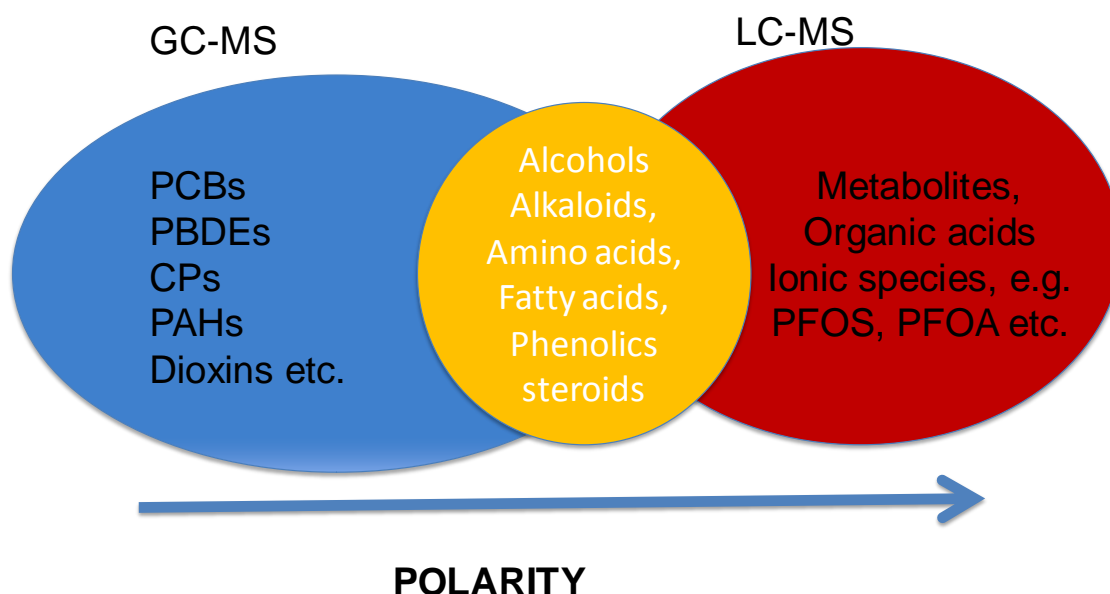 GC-MS
LC-MS
PCBs
PBDEs
CPs
PAHs
Dioxins etc.
Alcohols
Alkaloids,
Amino acids,
Fatty acids,
Phenolics
steroids
Metabolites,
Organic acids
Ionic species, e.g.
PFOS, PFOA etc.
POLARITY